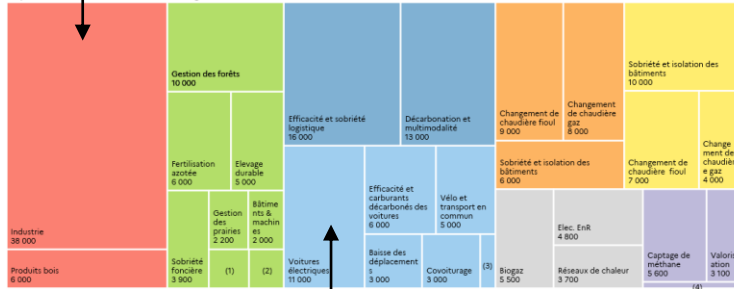 Industrie
38 000
Produits bois
6 000
Gestion des forêts
10 000
Fertilisation
azotée
6 000
Elevage
durable
5 000
Sobriété
foncière
3 900
Gestion
des
prairies
2 200
Bâtime
nts &
machin
es
2 000
(1)
(2)
Efficacité et sobriété
logistique
16 000
Décarbonation et
multimodalité
13 000
Voitures
électriques
11 000
Efficacité et
carburants
décarbonés des
voitures
6 000
Vélo et
transport en
commun
5 000
Baisse des
déplacement
s
3 000
Covoiturage
3 000
(3)
Changement de
chaudière fioul
9 000
Changement
de chaudière
gaz
8 000
Sobriété et isolation des
bâtiments
6 000
Sobriété et isolation des
bâtiments
10 000
Changement de
chaudière fioul
7 000
Change
ment de
chaudièr
e gaz
4 000
Biogaz
5 500
Elec. EnR
4 800
Réseaux de chaleur
3 700
Captage de
méthane
5 600
Valoris
ation
3 100
(4)